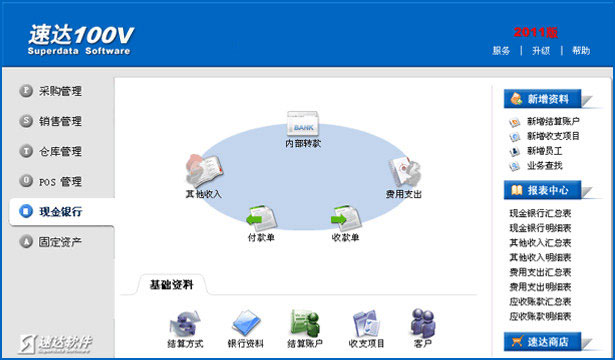 速达100V
Superdata Software
2011版
服务 | 升级 | 帮助
采购管理
销售管理
仓库管理
POS 管理
现金银行
固定资产
BANK
内部转款
其他收入
费用支出
付款单
收款单
基础资料
结算方式
银行资料
结算账户
收支项目
客户
新增资料
新增结算账户
新增收支项目
新增员工
业务查找
报表中心
现金银行汇总表
现金银行明细表
其他收入汇总表
其他收入明细表
费用支出汇总表
费用支出明细表
应收账款汇总表
应收账款明细表
速达商店
速达软件
Superdata Software